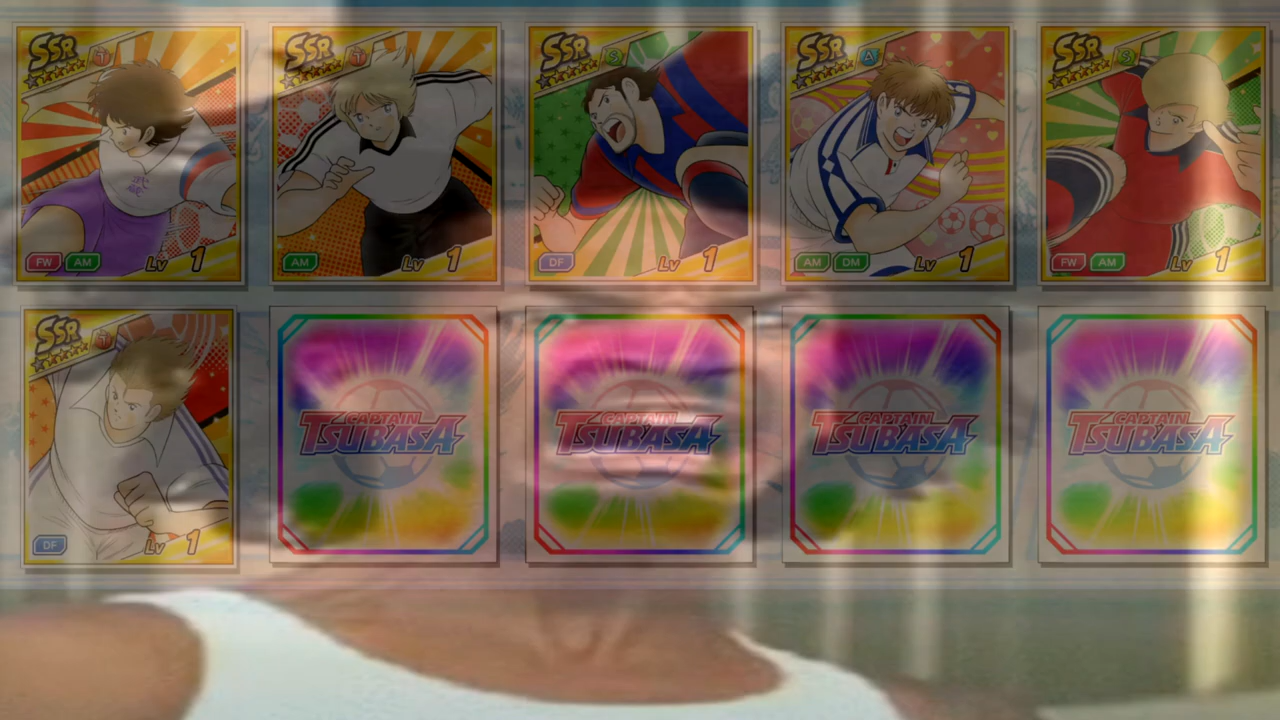 SSR T
SSR T
SSR S
SSR A
SSR S
FW AM Lv 1
AM Lv 1
DF Lv 1
AM DM Lv 1
FW AM Lv 1
SSR T
DF Lv 1
CAPTAIN
TSUBASA
CAPTAIN
TSUBASA
CAPTAIN
TSUBASA
CAPTAIN
TSUBASA